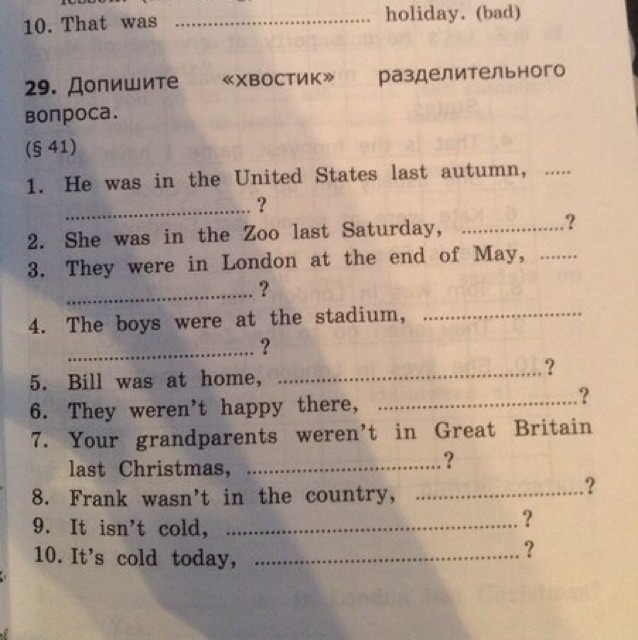 10. That was .................................. holiday. (bad)
29. Допишите «хвостик» разделительного
вопроса.
(§ 41)
1. He was in the United States last autumn, .....
.................................. ?
2. She was in the Zoo last Saturday, ..................?
3. They were in London at the end of May, .......
.................................. ?
4. The boys were at the stadium, ............................
.................................. ?
5. Bill was at home, ................................................?
6. They weren't happy there, ...................................?
7. Your grandparents weren't in Great Britain
last Christmas, ...................................?
8. Frank wasn't in the country, ..............................?
9. It isn't cold, ................................................... ?
10. It's cold today, .............................................. ?